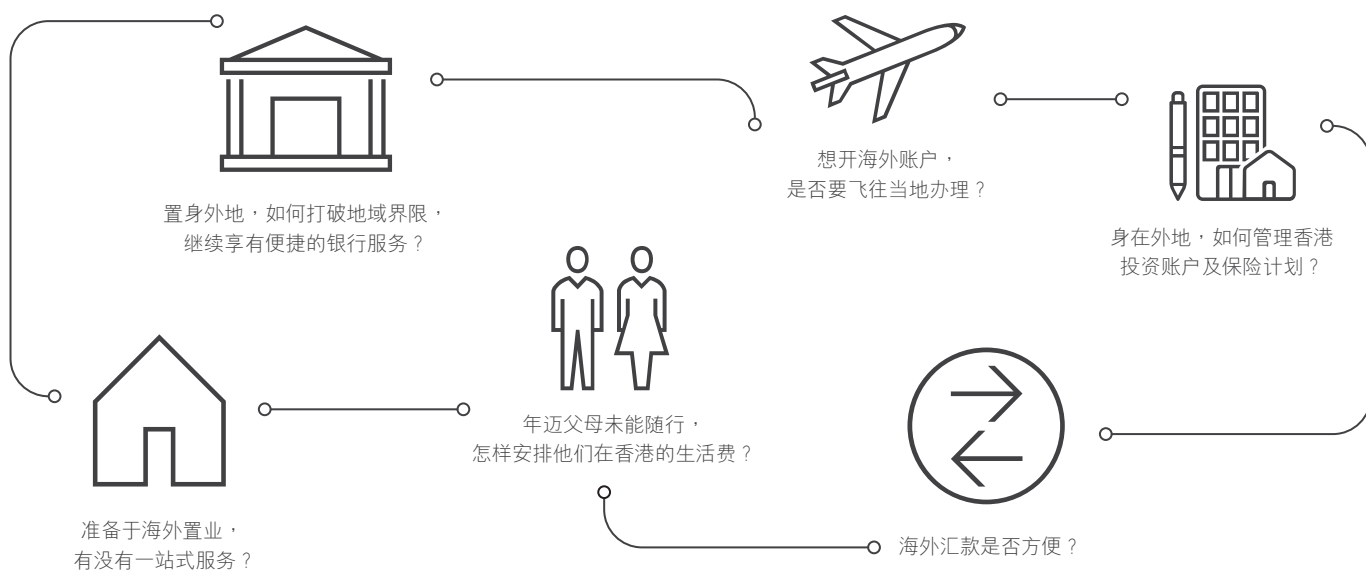 置身外地，如何打破地域界限，
继续享有便捷的银行服务？
想开海外账户，
是否要飞往当地办理？
身在外地，如何管理香港
投资账户及保险计划？
年迈父母未能随行，
怎样安排他们在香港的生活费？
准备于海外置业，
有没有一站式服务？
海外汇款是否方便？